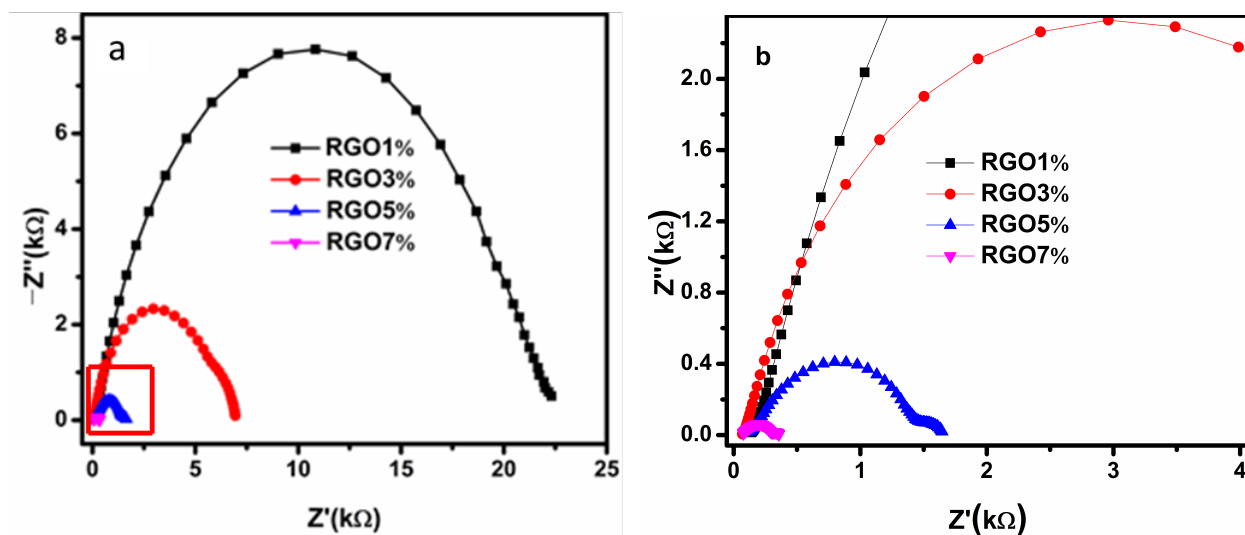 a
8
6
4
2
0
−Z"(kΩ)
RGO1%
RGO3%
RGO5%
RGO7%
0
5
10
15
20
25
Z'(kΩ)
b
2.0
1.6
1.2
0.8
0.4
0.0
Z"(kΩ)
RGO1%
RGO3%
RGO5%
RGO7%
0
1
2
3
4
Z'(kΩ)